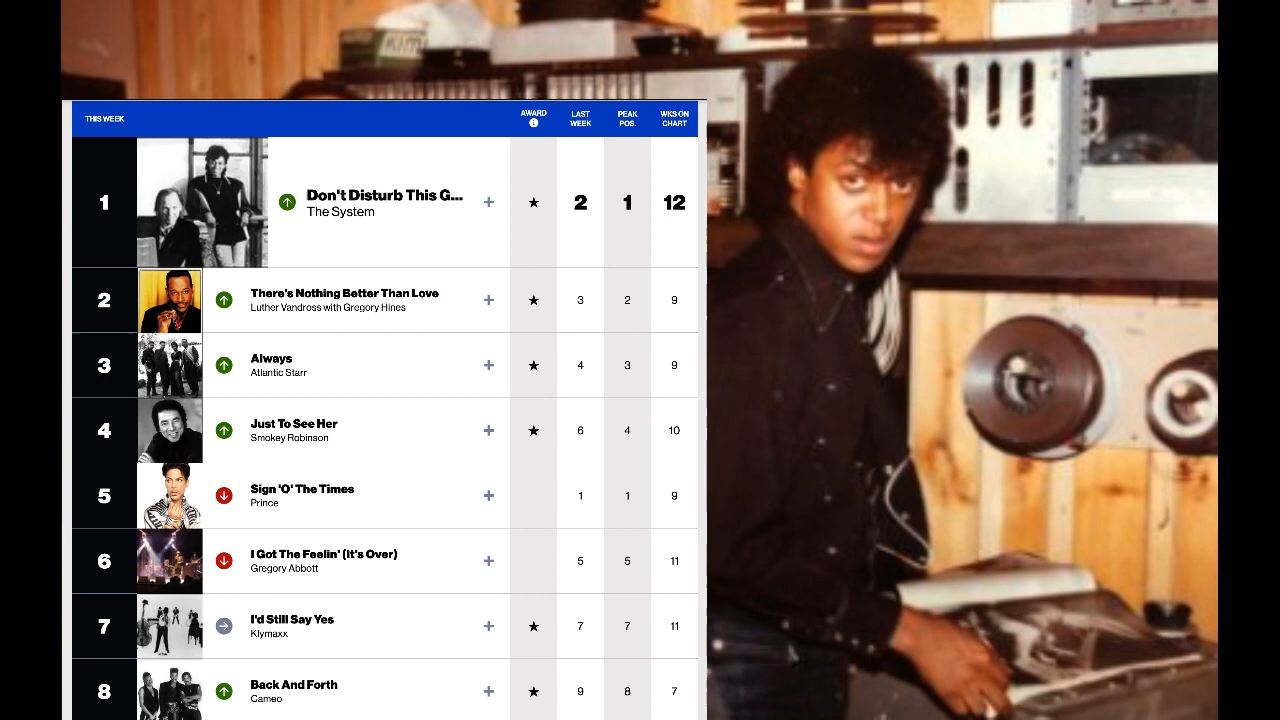 THIS WEEK
AWARD
LAST WEEK
PEAK POS.
WKS ON CHART
1
Don't Disturb This G...
The System
+
★
2
1
12
2
There's Nothing Better Than Love
Luther Vandross with Gregory Hines
+
★
3
2
9
3
Always
Atlantic Starr
+
★
4
3
9
4
Just To See Her
Smokey Robinson
+
★
6
4
10
5
Sign 'O' The Times
Prince
+
1
1
9
6
I Got The Feelin' (It's Over)
Gregory Abbott
+
5
5
11
7
I'd Still Say Yes
Klymaxx
+
★
7
7
11
8
Back And Forth
Cameo
+
★
9
8
7